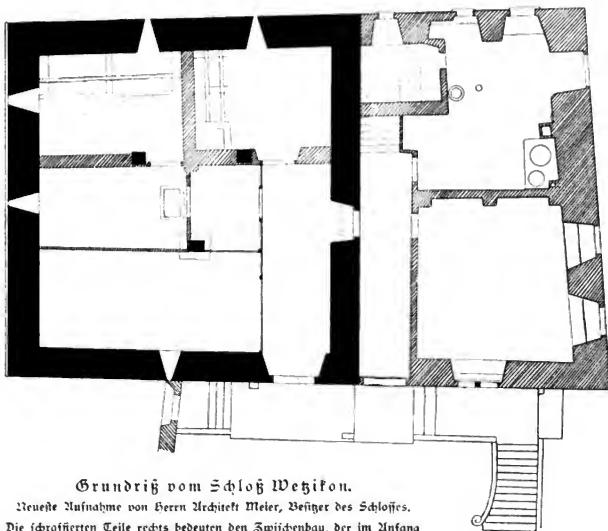 Grundriß vom Schloß Wetzikon.
Neueste Aufnahme von Herrn Architekt Meier, Besitzer des Schlosses.
Die schraffierten Teile rechts bedeuten den Zwischenbau, der im Anfang